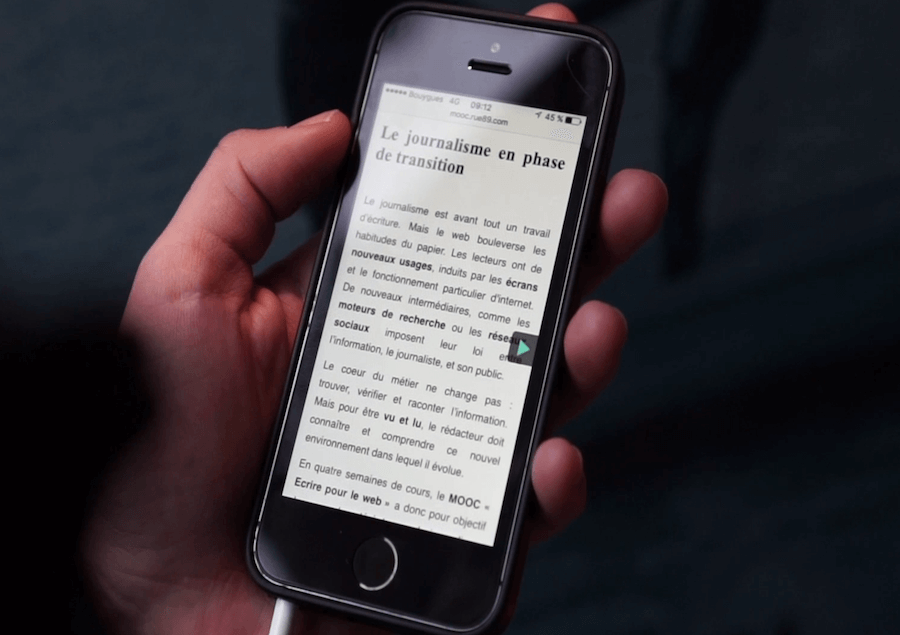 ●●●●● Bouygues 4G 09:12 45 %
mooc.rue89.com
Le journalisme en phase
de transition
Le journalisme est avant tout un travail
d'écriture. Mais le web bouleverse les
habitudes du papier. Les lecteurs ont de
nouveaux usages, induits par les écrans
et le fonctionnement particulier d'internet.
De nouveaux intermédiaires, comme les
moteurs de recherche ou les réseaux
sociaux imposent leur loi entre
l'information, le journaliste, et son public.
Le coeur du métier ne change pas :
trouver, vérifier et raconter l'information.
Mais pour être vu et lu, le rédacteur doit
connaître et comprendre ce nouvel
environnement dans lequel il évolue.
En quatre semaines de cours, le MOOC «
Ecrire pour le web » a donc pour objectif